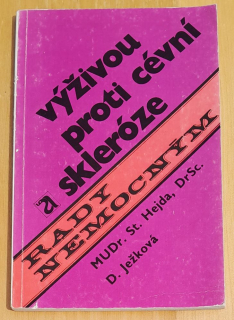 výživou
proti cévní
skleróze
RADY
NEMOCNÝM
MUDr. St. Hejda, DrSc.
D. Ježková